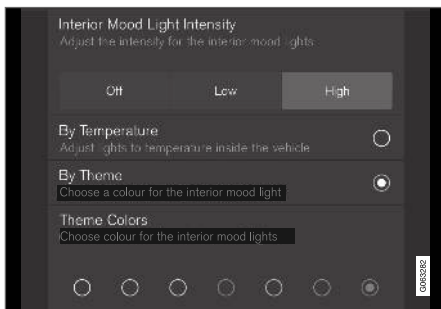 Interior Mood Light Intensity
Adjust the intensity for the interior mood lights
Off Low High
By Temperature
Adjust lights to temperature inside the vehicle
By Theme
Choose a colour for the interior mood light
Theme Colors
Choose colour for the interior mood lights
G063282